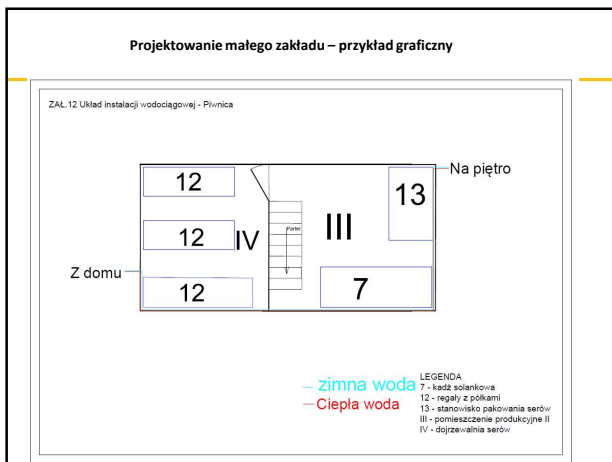 Projektowanie małego zakładu – przykład graficzny
ZAŁ.12 Układ instalacji wodociągowej - Piwnica
Na piętro
12
13
12
IV
Parter
III
Z domu
12
7
zimna woda
Ciepła woda
LEGENDA
7 - kadź solankowa
12 - regały z półkami
13 - stanowisko pakowania serów
III - pomieszczenie produkcyjne II
IV - dojrzewalnia serów